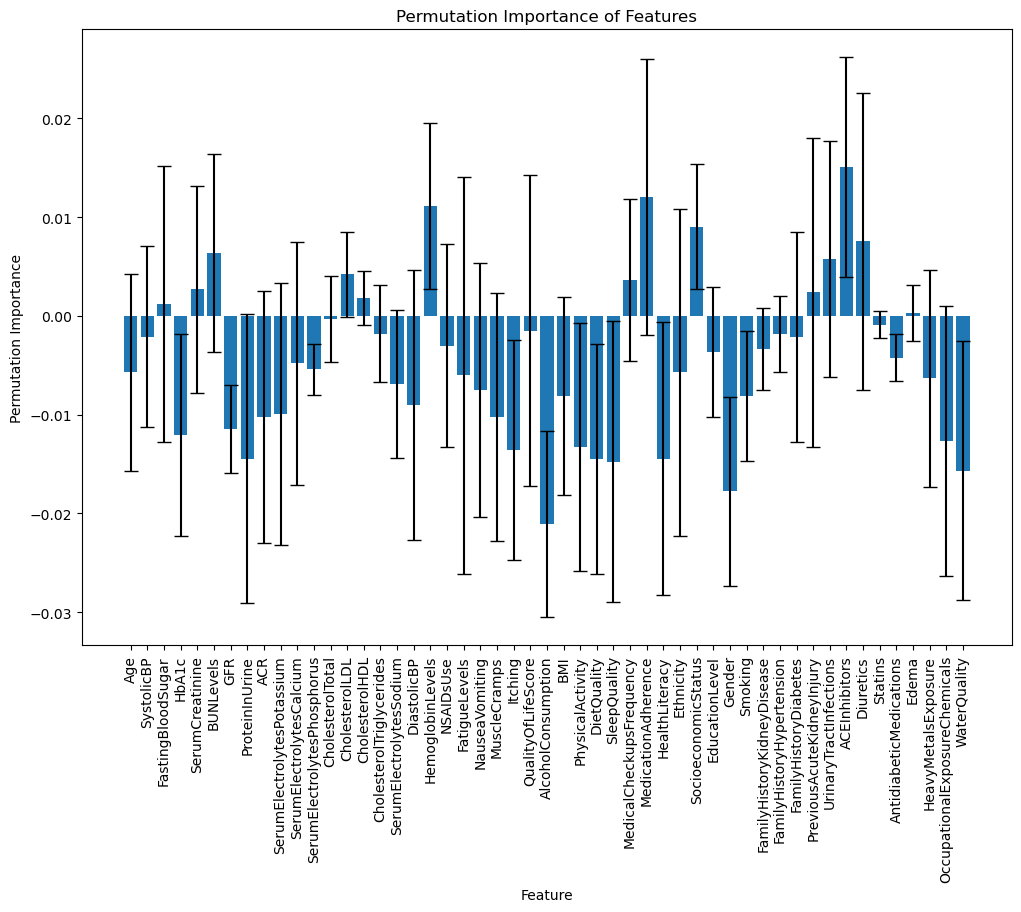 Permutation Importance of Features
Permutation Importance
0.02
0.01
0.00
−0.01
−0.02
−0.03
Age
SystolicBP
FastingBloodSugar
HbA1c
SerumCreatinine
BUNLevels
GFR
ProteinInUrine
ACR
SerumElectrolytesPotassium
SerumElectrolytesCalcium
SerumElectrolytesPhosphorus
CholesterolTotal
CholesterolLDL
CholesterolHDL
CholesterolTriglycerides
SerumElectrolytesSodium
DiastolicBP
HemoglobinLevels
NSAIDsUse
FatigueLevels
NauseaVomiting
MuscleCramps
Itching
QualityOfLifeScore
AlcoholConsumption
BMI
PhysicalActivity
DietQuality
SleepQuality
MedicalCheckupsFrequency
MedicationAdherence
HealthLiteracy
Ethnicity
SocioeconomicStatus
EducationLevel
Gender
Smoking
FamilyHistoryKidneyDisease
FamilyHistoryHypertension
FamilyHistoryDiabetes
PreviousAcuteKidneyInjury
UrinaryTractInfections
ACEInhibitors
Diuretics
Statins
AntidiabeticMedications
Edema
HeavyMetalsExposure
OccupationalExposureChemicals
WaterQuality
Feature